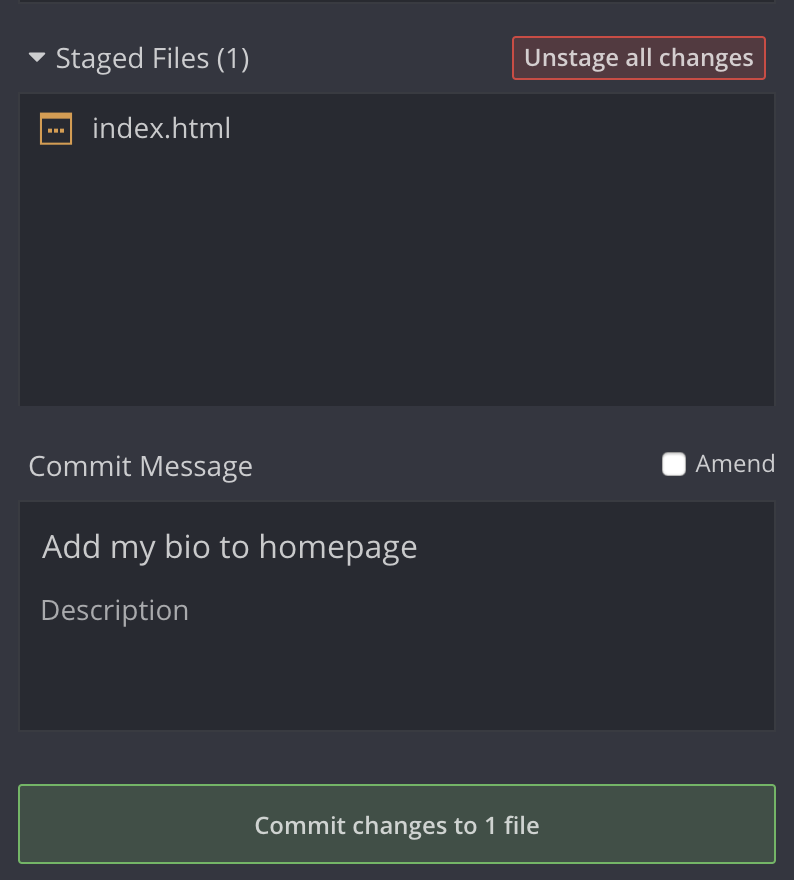 Staged Files (1)
Unstage all changes
index.html
Commit Message
Amend
Add my bio to homepage
Description
Commit changes to 1 file